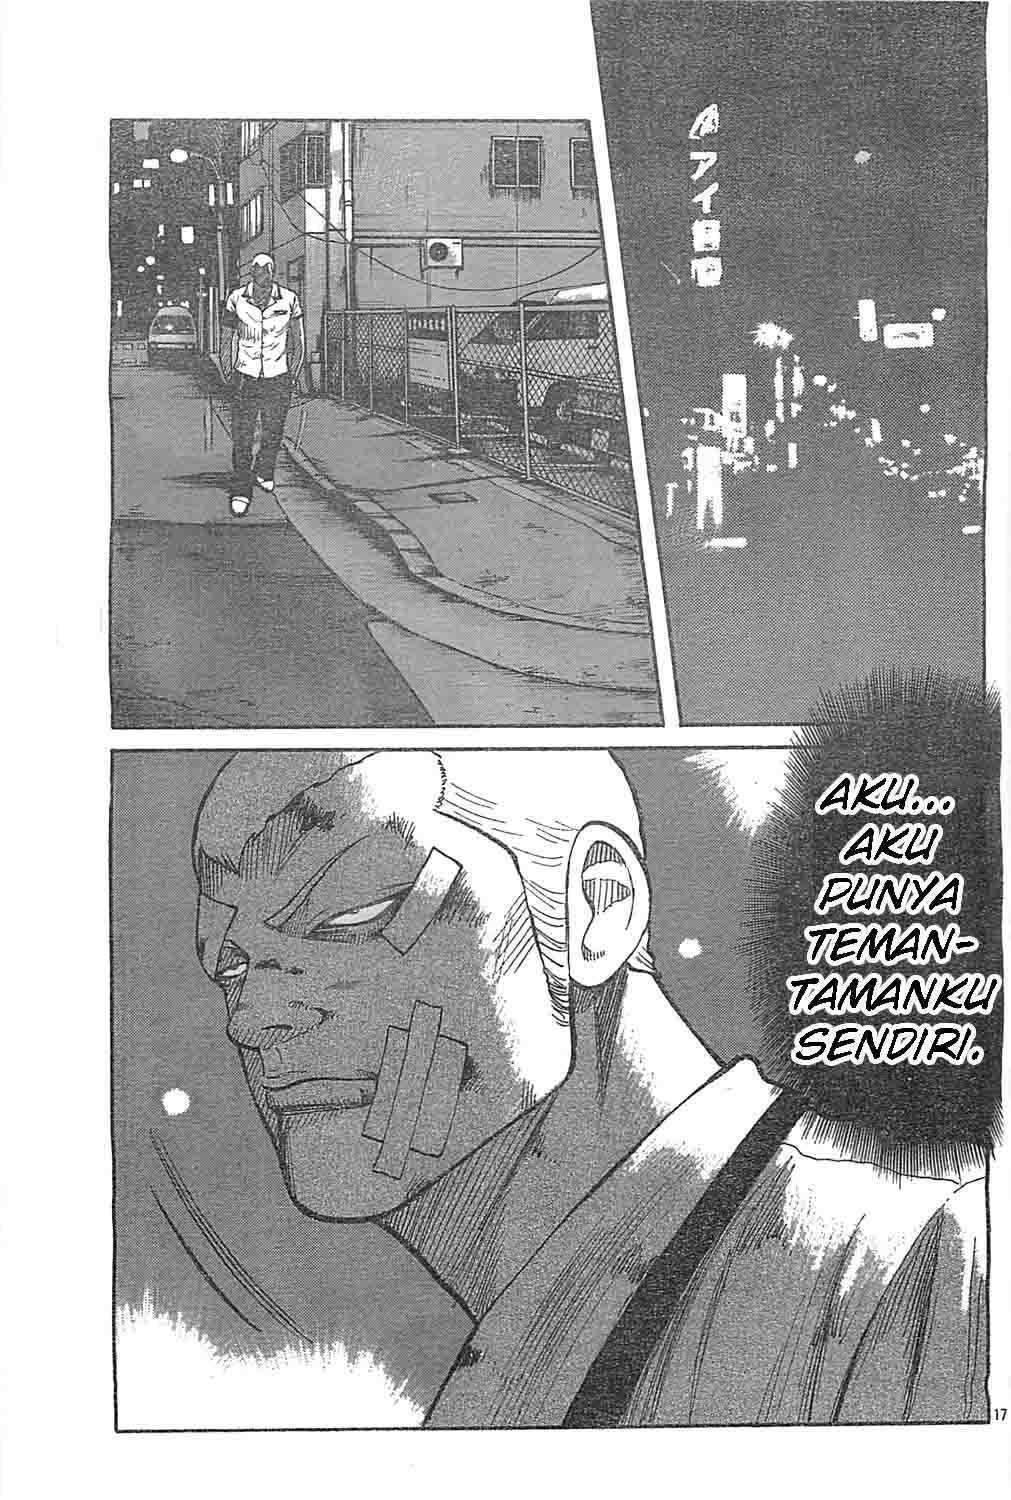 アイ
AKU...
AKU
PUNYA
TEMAN-
TAMANKU
SENDIRI.
17